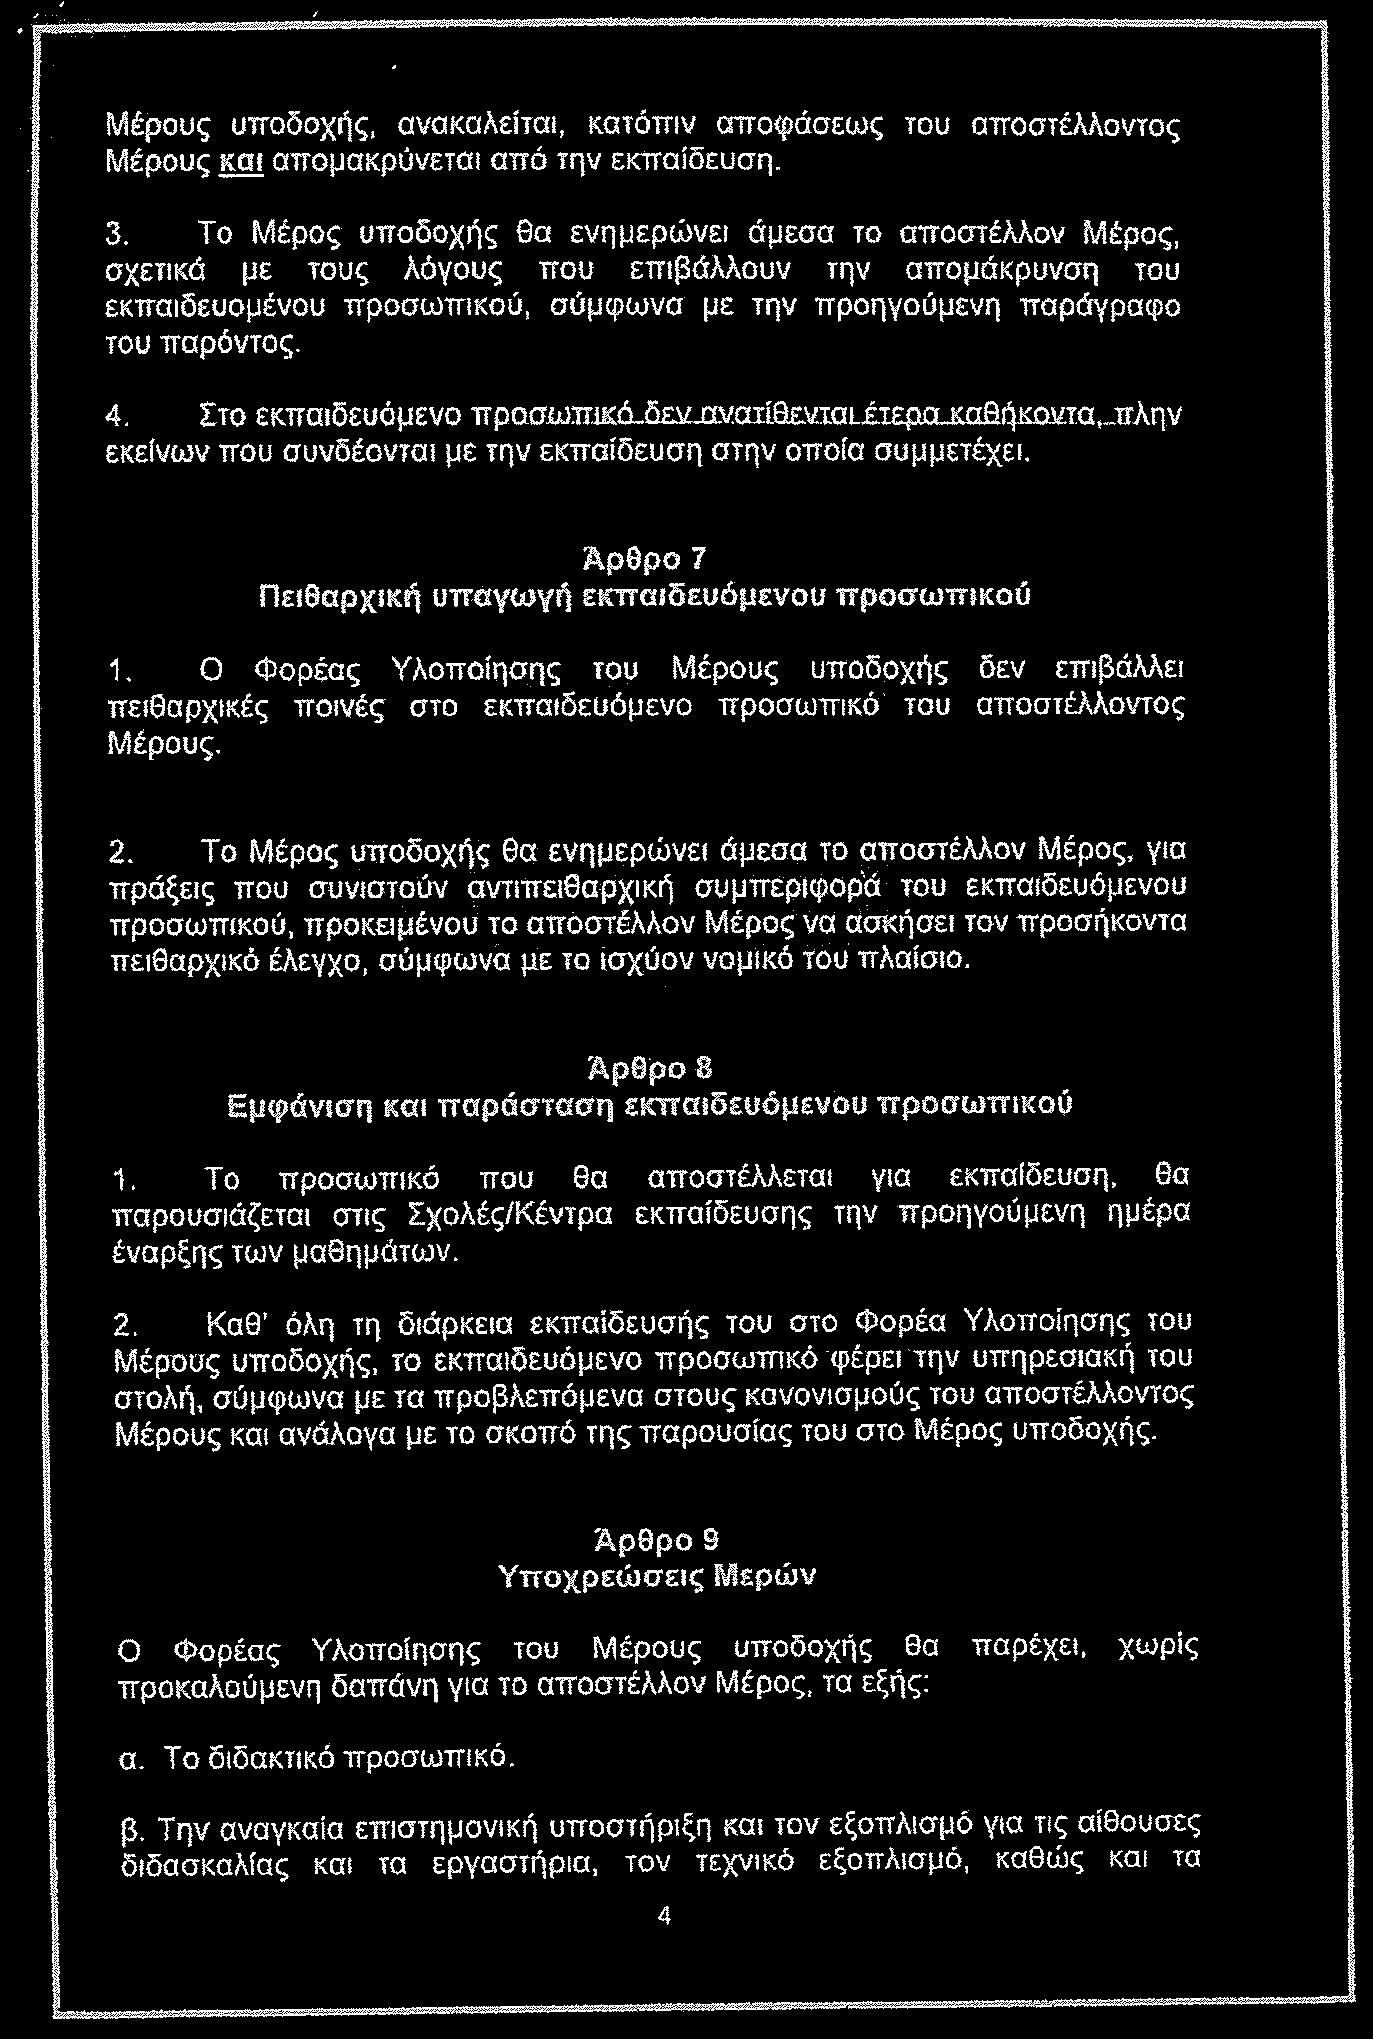 Μέρους υποδοχής, ανακαλείται, κατόπιν αποφάσεως του αποστέλλοντος
Μέρους και απομακρύνεται από την εκπαίδευση.
3. Το Μέρος υποδοχής θα ενημερώνει άμεσα το αποστέλλον Μέρος,
σχετικά με τους λόγους που επιβάλλουν την απομάκρυνση του
εκπαιδευομένου προσωπικού, σύμφωνα με την προηγούμενη παράγραφο
του παρόντος.
4. Στο εκπαιδευόμενο προσωπικό δεν ανατίθενται έτερα καθήκοντα, πλην
εκείνων που συνδέονται με την εκπαίδευση στην οποία συμμετέχει.
Άρθρο 7
Πειθαρχική υπαγωγή εκπαιδευόμενου προσωπικού
1. Ο Φορέας Υλοποίησης του Μέρους υποδοχής δεν επιβάλλει
πειθαρχικές ποινές στο εκπαιδευόμενο προσωπικό του αποστέλλοντος
Μέρους.
2. Το Μέρος υποδοχής θα ενημερώνει άμεσα το αποστέλλον Μέρος, για
πράξεις που συνιστούν αντιπειθαρχική συμπεριφορά του εκπαιδευόμενου
προσωπικού, προκειμένου το αποστέλλον Μέρος να ασκήσει τον προσήκοντα
πειθαρχικό έλεγχο, σύμφωνα με το ισχύον νομικό του πλαίσιο.
Άρθρο 8
Εμφάνιση και παράσταση εκπαιδευόμενου προσωπικού
1. Το προσωπικό που θα αποστέλλεται για εκπαίδευση, θα
παρουσιάζεται στις Σχολές/Κέντρα εκπαίδευσης την προηγούμενη ημέρα
έναρξης των μαθημάτων.
2. Καθ' όλη τη διάρκεια εκπαίδευσής του στο Φορέα Υλοποίησης του
Μέρους υποδοχής, το εκπαιδευόμενο προσωπικό φέρει την υπηρεσιακή του
στολή, σύμφωνα με τα προβλεπόμενα στους κανονισμούς του αποστέλλοντος
Μέρους και ανάλογα με το σκοπό της παρουσίας του στο Μέρος υποδοχής.
Άρθρο 9
Υποχρεώσεις Μερών
Ο Φορέας Υλοποίησης του Μέρους υποδοχής θα παρέχει, χωρίς
προκαλούμενη δαπάνη για το αποστέλλον Μέρος, τα εξής:
α. Το διδακτικό προσωπικό.
β. Την αναγκαία επιστημονική υποστήριξη και τον εξοπλισμό για τις αίθουσες
διδασκαλίας και τα εργαστήρια, τον τεχνικό εξοπλισμό, καθώς και τα
4